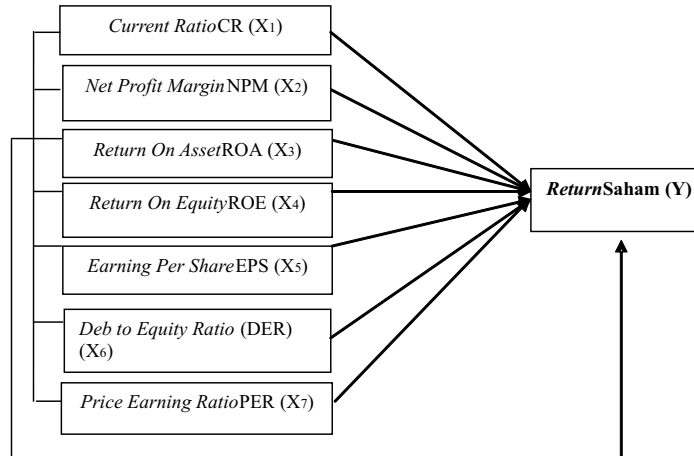 Current RatioCR (X1)
Net Profit MarginNPM (X2)
Return On AssetROA (X3)
ReturnSaham (Y)
Return On EquityROE (X4)
Earning Per ShareEPS (X5)
Deb to Equity Ratio (DER)
(X6)
Price Earning RatioPER (X7)